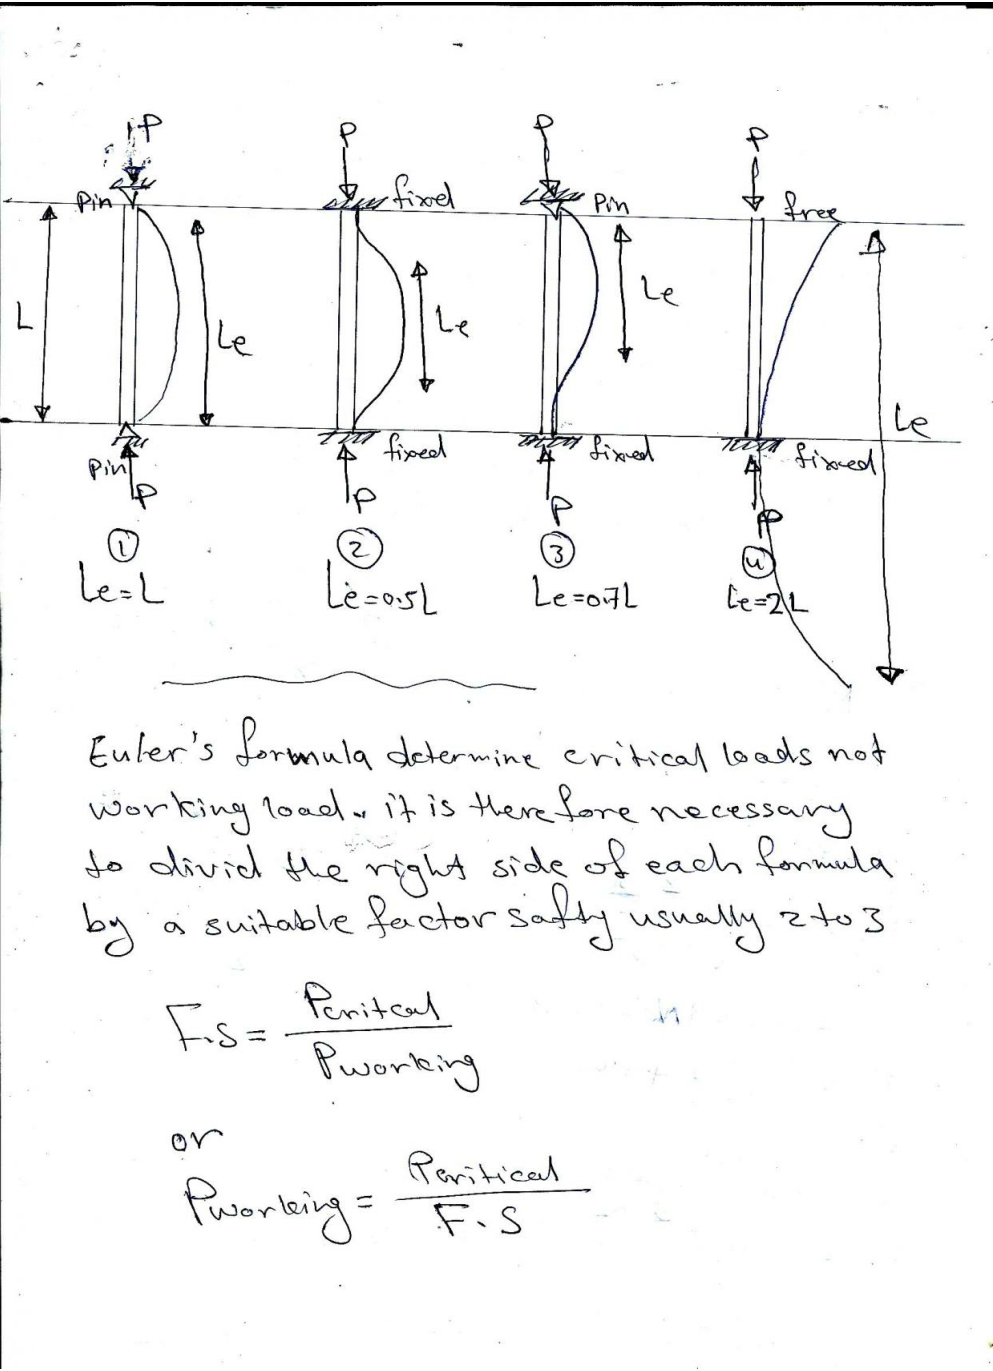 P P P P
Pin fixed Pin free
L Le Le Le Le
Pin fixed fixed fixed
P P P P
1 2 3 4
Le=L Le=0.5L Le=0.7L Le=2L
Euler's formula determine critical loads not
working load. it is therefore necessary
to divid the right side of each formula
by a suitable factor safty usually 2 to 3
F.S = Pcritcal
Pworking
or
Pworking = Pcritical
F.S